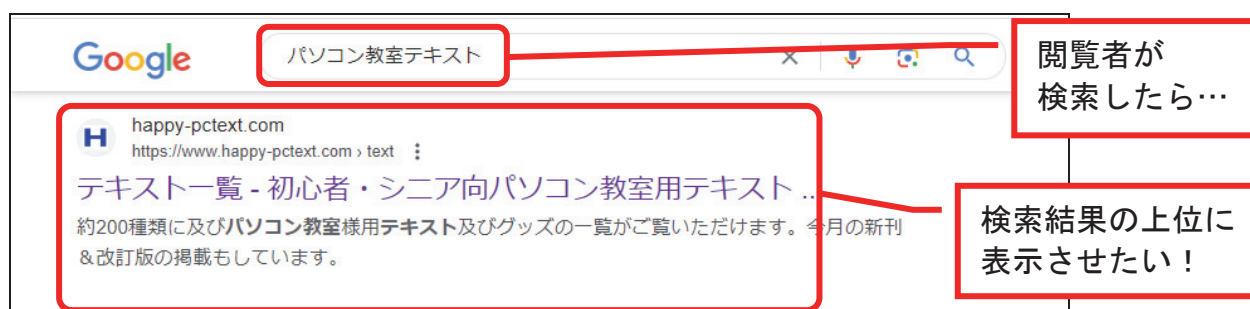 Google
パソコン教室テキスト
閲覧者が
検索したら…
H
happy-pctext.com
https://www.happy-pctext.com › text
テキスト一覧 - 初心者・シニア向パソコン教室用テキスト ...
約200種類に及びパソコン教室様用テキスト及びグッズの一覧がご覧いただけます。今月の新刊
&改訂版の掲載もしています。
検索結果の上位に
表示させたい!